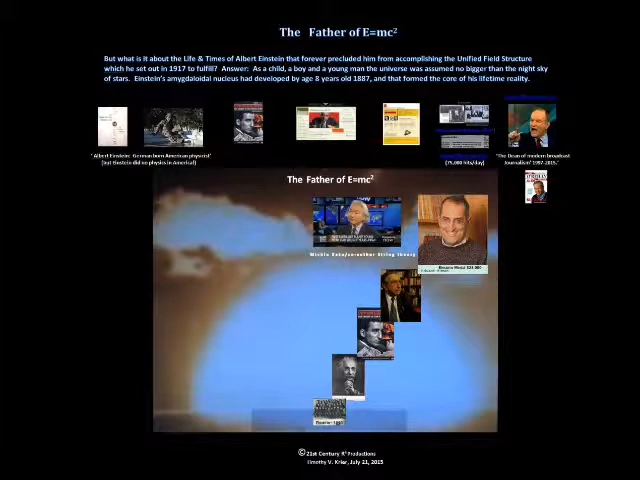 The Father of E=mc²
But what is it about the Life & Times of Albert Einstein that forever precluded him from accomplishing the Unified Field Structure
which he set out in 1917 to fulfill? Answer: As a child, a boy and a young man the universe was assumed no bigger than the night sky
of stars. Einstein's amygdaloidal nucleus had developed by age 8 years old 1887, and that formed the core of his lifetime reality.
'Albert Einstein: German born American physicist'
(but Einstein did no physics in America!)
(75,000 hits/day)
'The Dean of modern broadcast
Journalism' 1997-2015.'
The Father of E=mc²
Michio Kaku/co-author String Theory
© 21st Century R² Productions
Timothy V. Krier, July 21, 2015